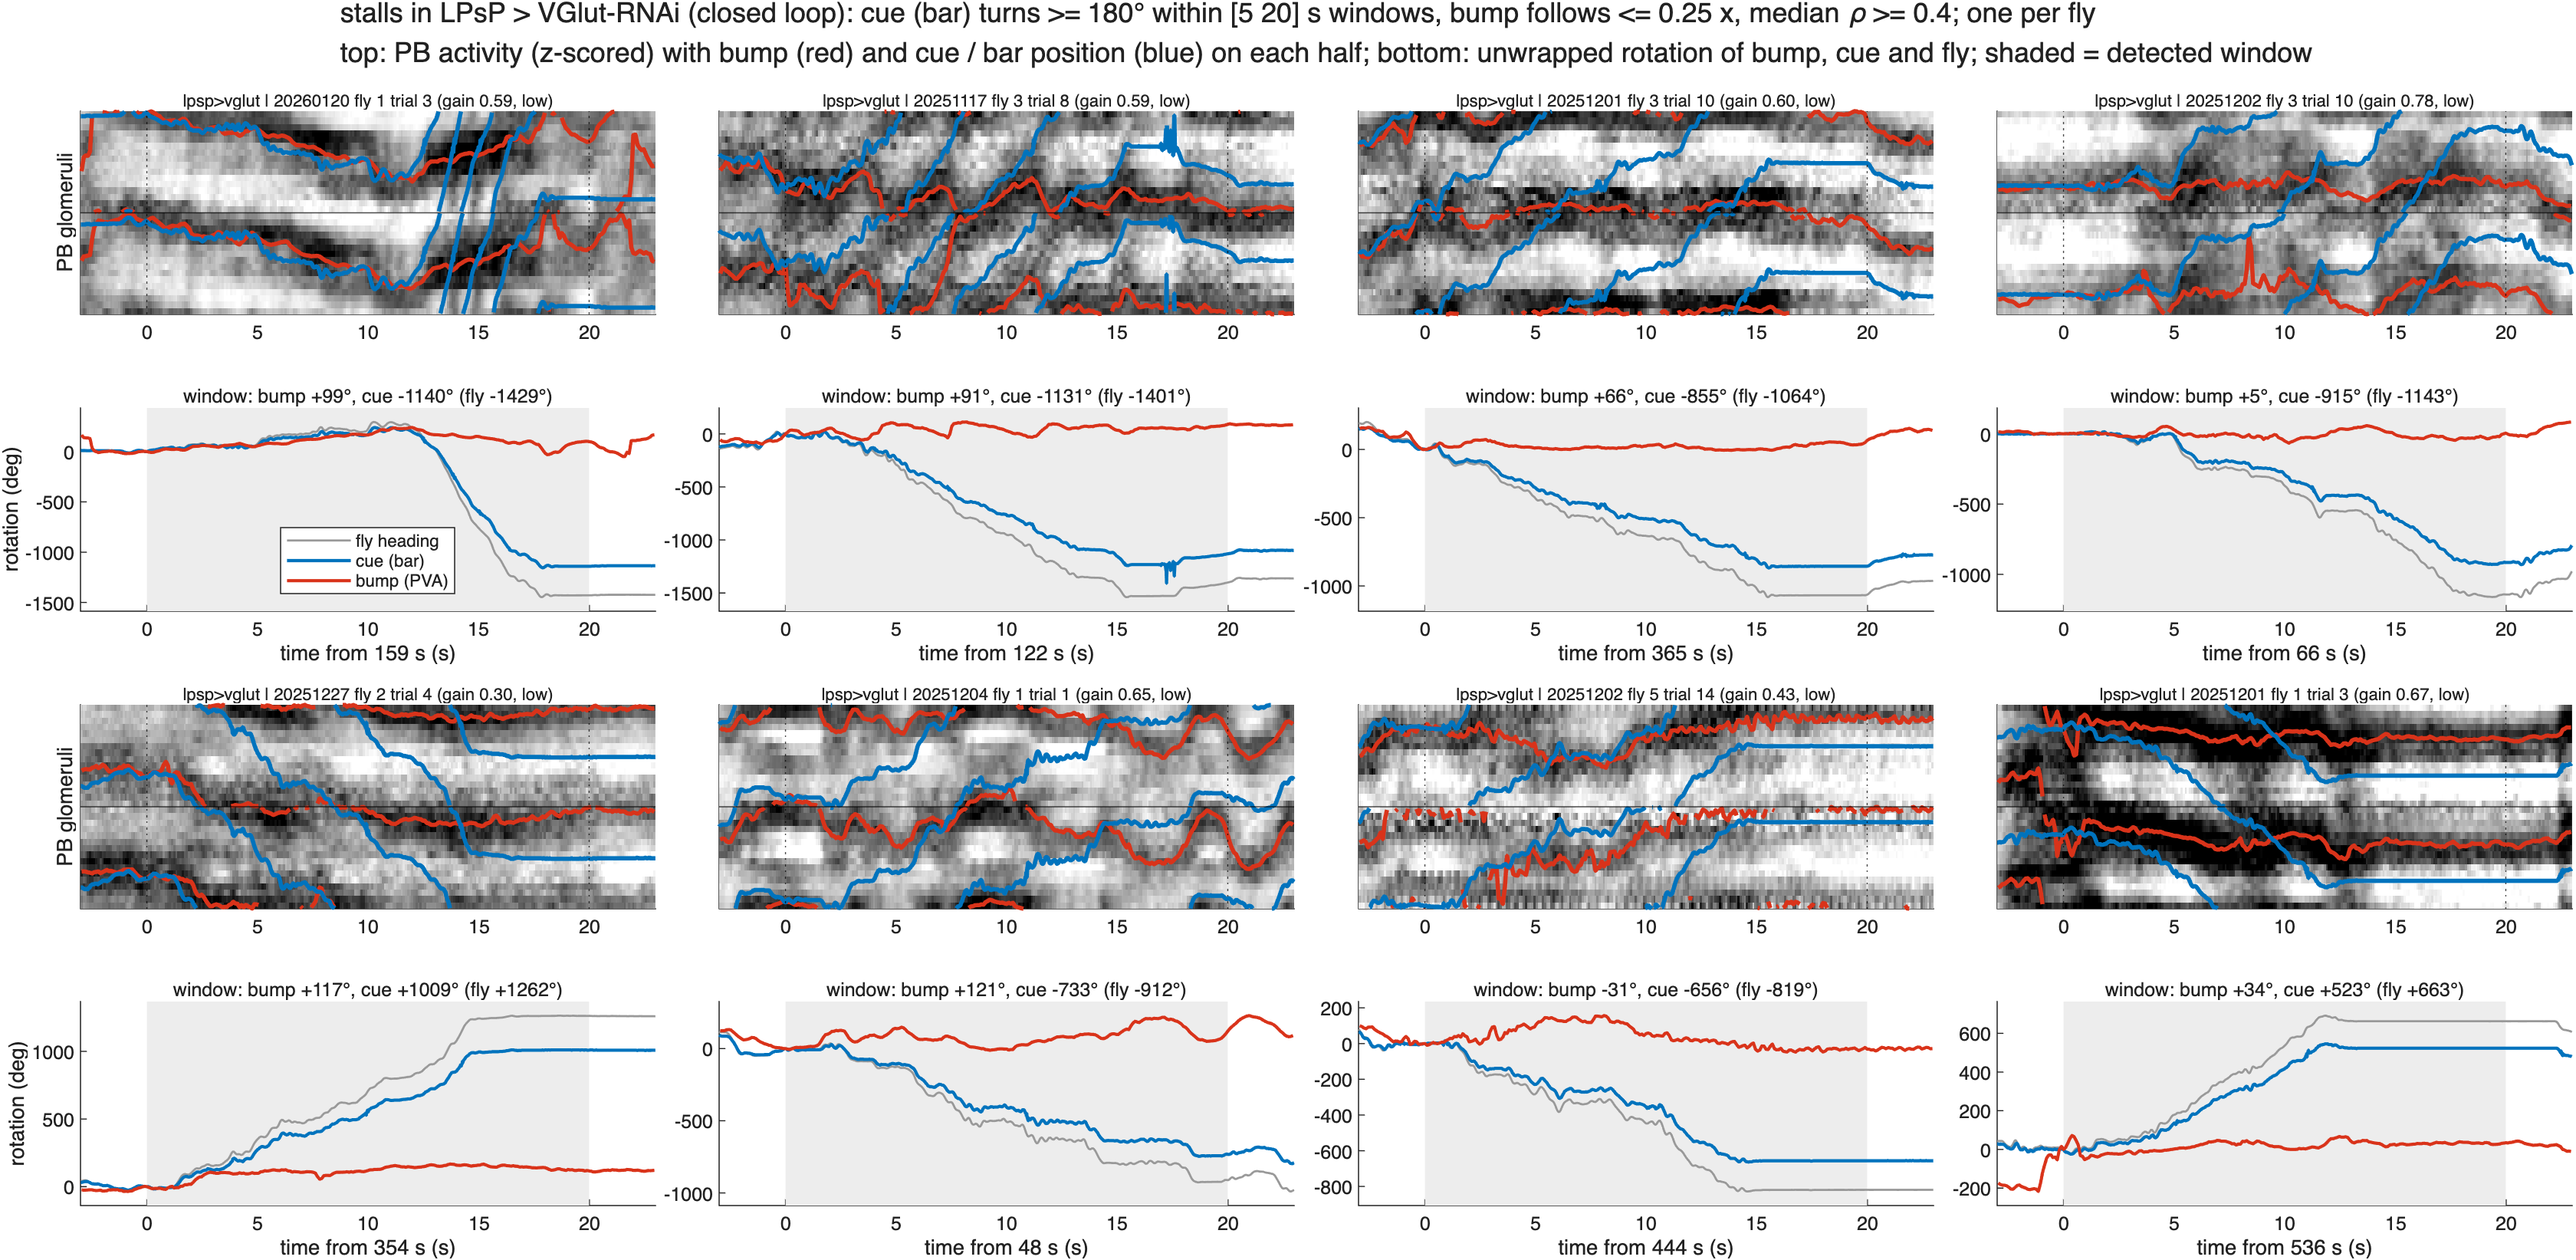 stalls in LPsP > VGlut-RNAi (closed loop): cue (bar) turns >= 180° within [5 20] s windows, bump follows <= 0.25 x, median ρ >= 0.4; one per fly
top: PB activity (z-scored) with bump (red) and cue / bar position (blue) on each half; bottom: unwrapped rotation of bump, cue and fly; shaded = detected window
lpsp>vglut | 20260120 fly 1 trial 3 (gain 0.59, low)
lpsp>vglut | 20251117 fly 3 trial 8 (gain 0.59, low)
lpsp>vglut | 20251201 fly 3 trial 10 (gain 0.60, low)
lpsp>vglut | 20251202 fly 3 trial 10 (gain 0.78, low)
PB glomeruli
0 5 10 15 20
0 5 10 15 20
0 5 10 15 20
0 5 10 15 20
window: bump +99°, cue -1140° (fly -1429°)
window: bump +91°, cue -1131° (fly -1401°)
window: bump +66°, cue -855° (fly -1064°)
window: bump +5°, cue -915° (fly -1143°)
rotation (deg)
0
-500
-1000
-1500
fly heading
cue (bar)
bump (PVA)
0
-500
-1000
-1500
0
-500
-1000
0
-500
-1000
0 5 10 15 20
0 5 10 15 20
0 5 10 15 20
0 5 10 15 20
time from 159 s (s)
time from 122 s (s)
time from 365 s (s)
time from 66 s (s)
lpsp>vglut | 20251227 fly 2 trial 4 (gain 0.30, low)
lpsp>vglut | 20251204 fly 1 trial 1 (gain 0.65, low)
lpsp>vglut | 20251202 fly 5 trial 14 (gain 0.43, low)
lpsp>vglut | 20251201 fly 1 trial 3 (gain 0.67, low)
PB glomeruli
0 5 10 15 20
0 5 10 15 20
0 5 10 15 20
0 5 10 15 20
window: bump +117°, cue +1009° (fly +1262°)
window: bump +121°, cue -733° (fly -912°)
window: bump -31°, cue -656° (fly -819°)
window: bump +34°, cue +523° (fly +663°)
rotation (deg)
1000
500
0
0
-500
-1000
200
0
-200
-400
-600
-800
600
400
200
0
-200
0 5 10 15 20
0 5 10 15 20
0 5 10 15 20
0 5 10 15 20
time from 354 s (s)
time from 48 s (s)
time from 444 s (s)
time from 536 s (s)